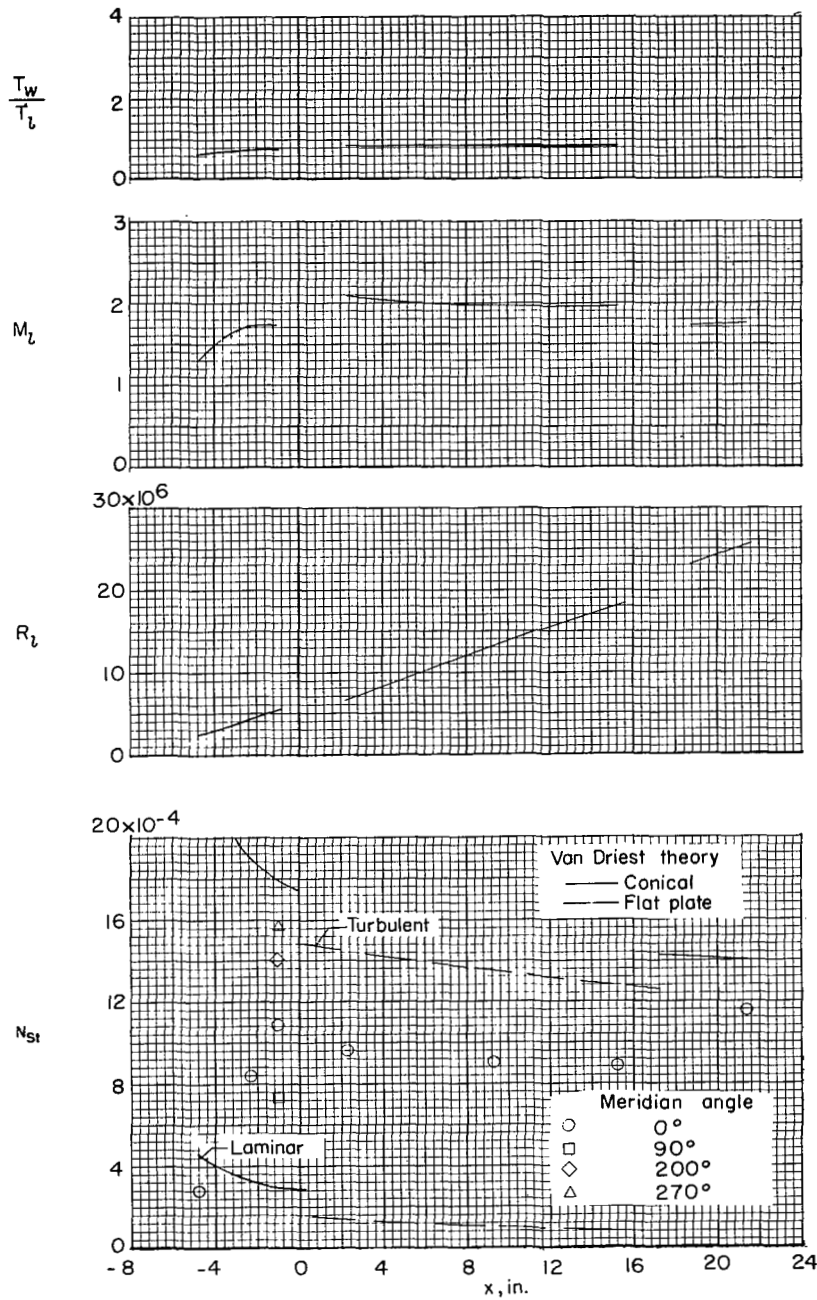 4
T_w
T_l
2
0
3
2
M_l
1
0
30×10^6
20
R_l
10
0
20×10^-4
Van Driest theory
Conical
Flat plate
16
Turbulent
12
N_St
8
Meridian angle
0°
90°
200°
270°
Laminar
4
0
-8 -4 0 4 8 12 16 20 24
x, in.